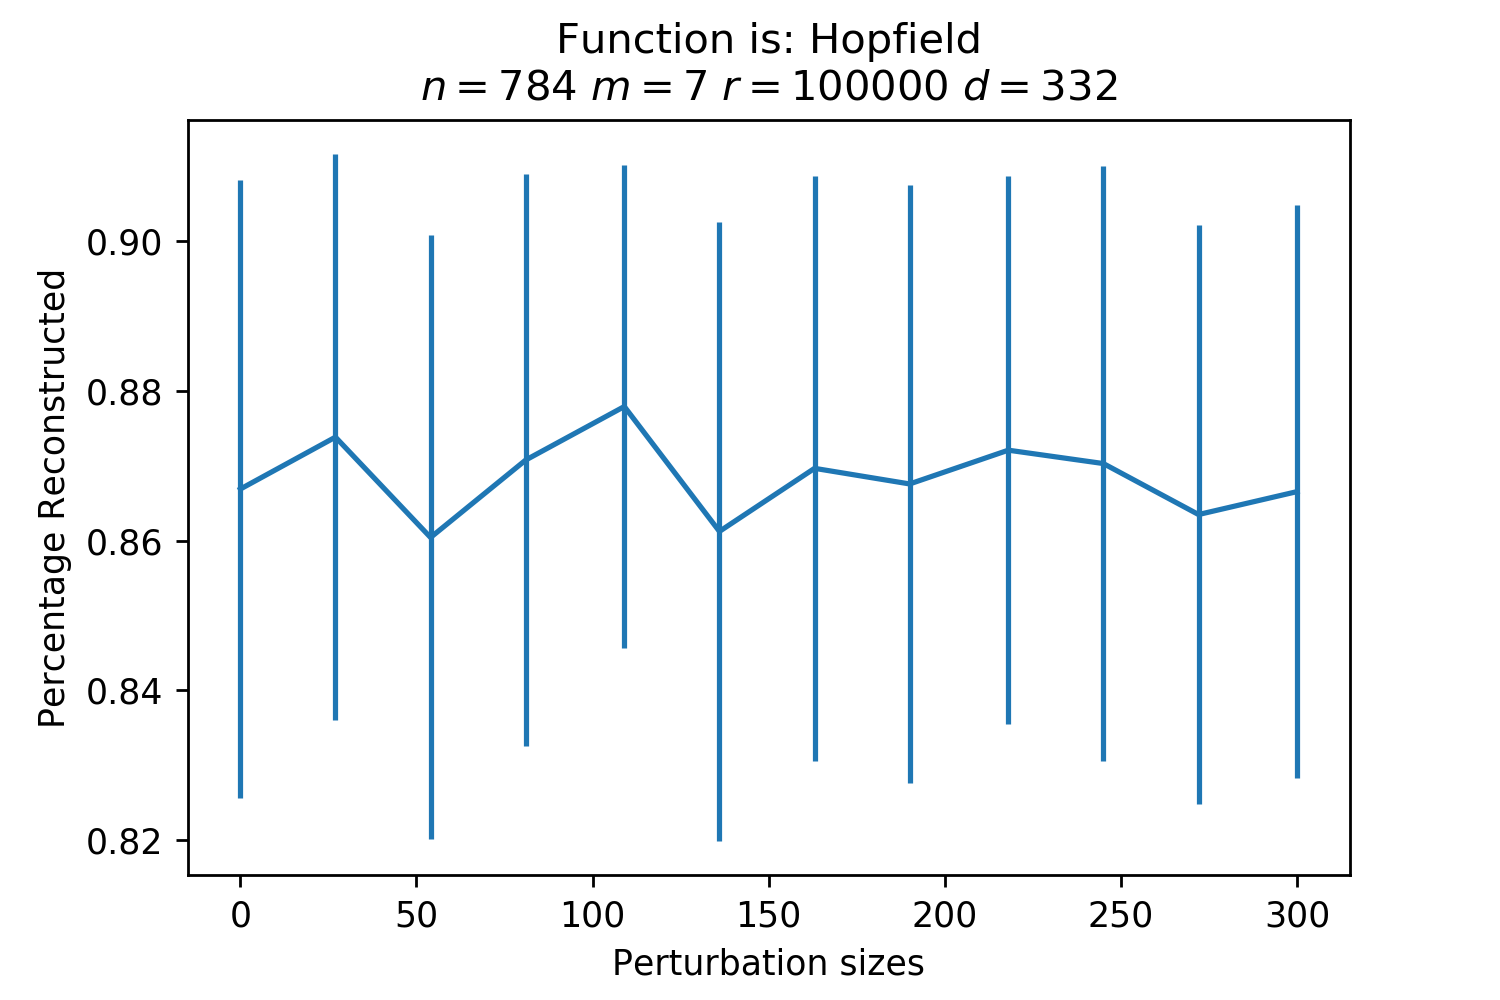 Function is: Hopfield
n = 784 m = 7 r = 100000 d = 332
Percentage Reconstructed
0.90
0.88
0.86
0.84
0.82
0 50 100 150 200 250 300
Perturbation sizes